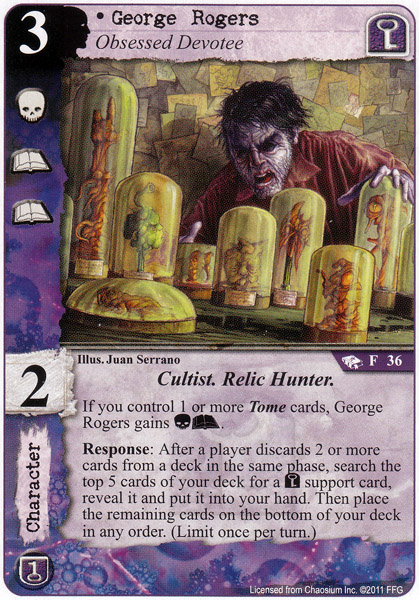 3
• George Rogers
Obsessed Devotee
Illus. Juan Serrano
F 36
2
Cultist. Relic Hunter.
If you control 1 or more Tome cards, George
Rogers gains .
Response: After a player discards 2 or more
cards from a deck in the same phase, search the
top 5 cards of your deck for a support card,
reveal it and put it into your hand. Then place
the remaining cards on the bottom of your deck
in any order. (Limit once per turn.)
Character
1
Licensed from Chaosium Inc. ©2011 FFG